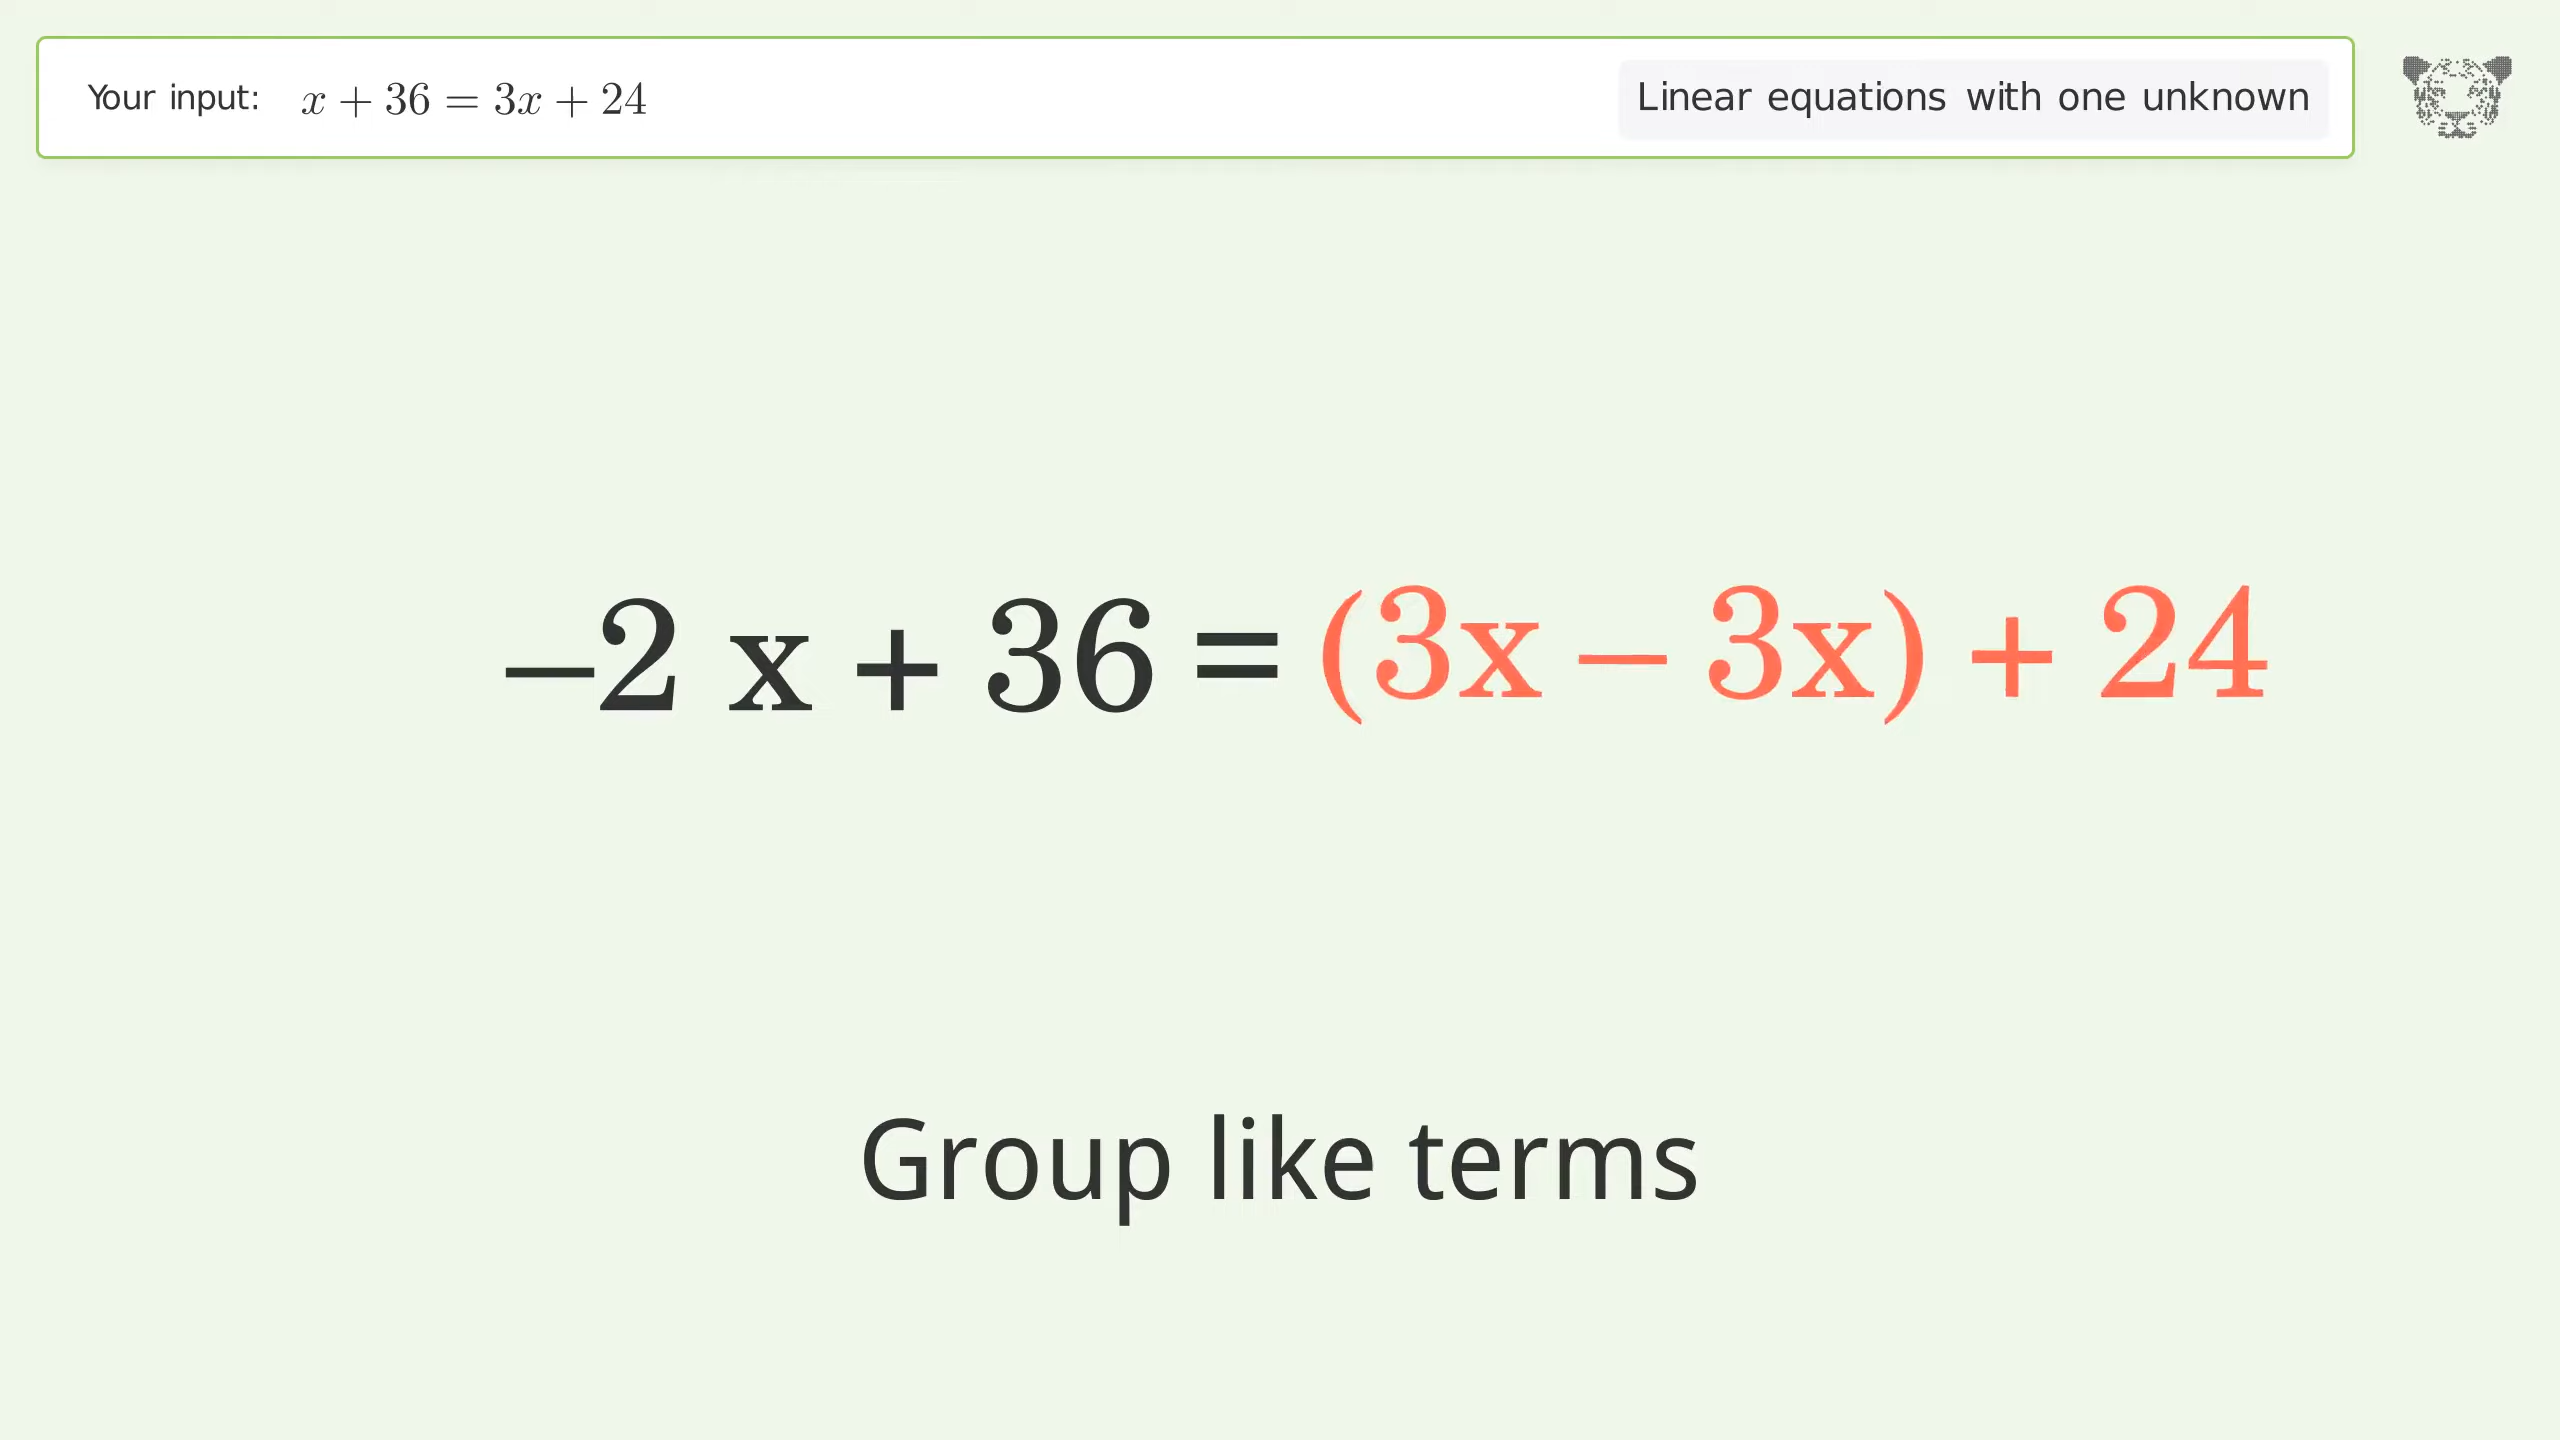 Your input: x + 36 = 3x + 24
Linear equations with one unknown
–2 x + 36 = (3x – 3x) + 24
Group like terms